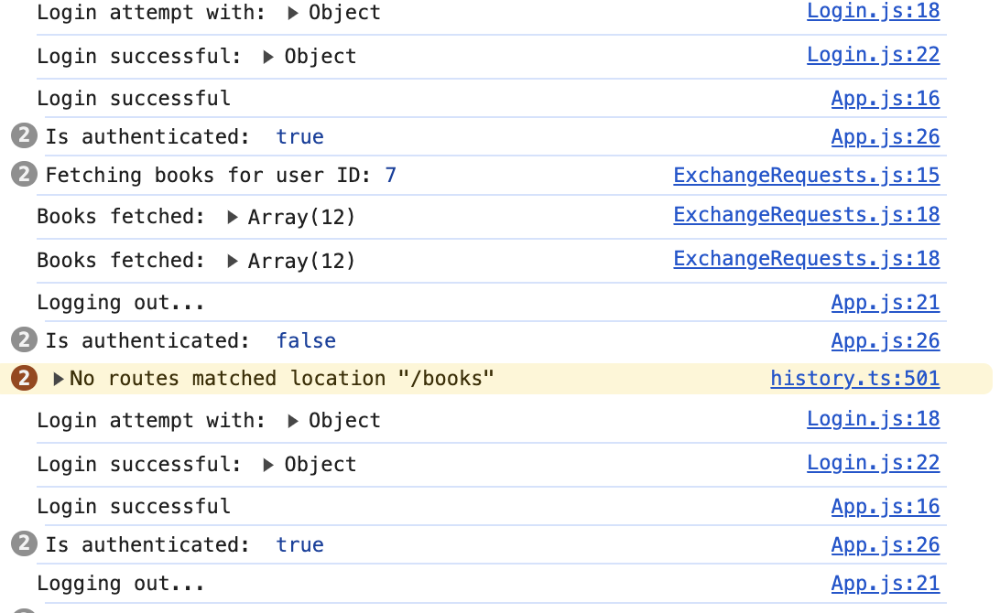 Login attempt with: ▶ Object Login.js:18
Login successful: ▶ Object Login.js:22
Login successful App.js:16
2 Is authenticated: true App.js:26
2 Fetching books for user ID: 7 ExchangeRequests.js:15
Books fetched: ▶ Array(12) ExchangeRequests.js:18
Books fetched: ▶ Array(12) ExchangeRequests.js:18
Logging out... App.js:21
2 Is authenticated: false App.js:26
2 ▶ No routes matched location "/books" history.ts:501
Login attempt with: ▶ Object Login.js:18
Login successful: ▶ Object Login.js:22
Login successful App.js:16
2 Is authenticated: true App.js:26
Logging out... App.js:21